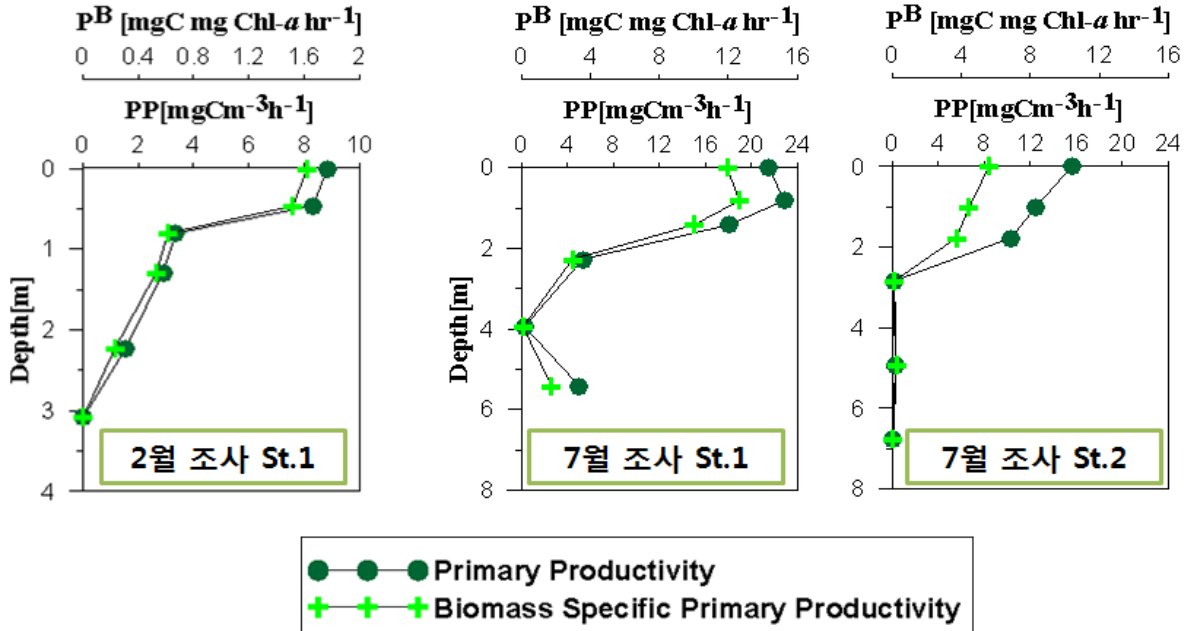 P^B [mgC mg Chl-a hr-1]
0 0.4 0.8 1.2 1.6 2
PP[mgCm-3h-1]
0 2 4 6 8 10
0
1
2
3
4
Depth[m]
2월 조사 St.1
P^B [mgC mg Chl-a hr-1]
0 4 8 12 16
PP[mgCm-3h-1]
0 4 8 12 16 20 24
0
2
4
6
8
Depth[m]
7월 조사 St.1
P^B [mgC mg Chl-a hr-1]
0 4 8 12 16
PP[mgCm-3h-1]
0 4 8 12 16 20 24
0
2
4
6
8
7월 조사 St.2
Primary Productivity
Biomass Specific Primary Productivity